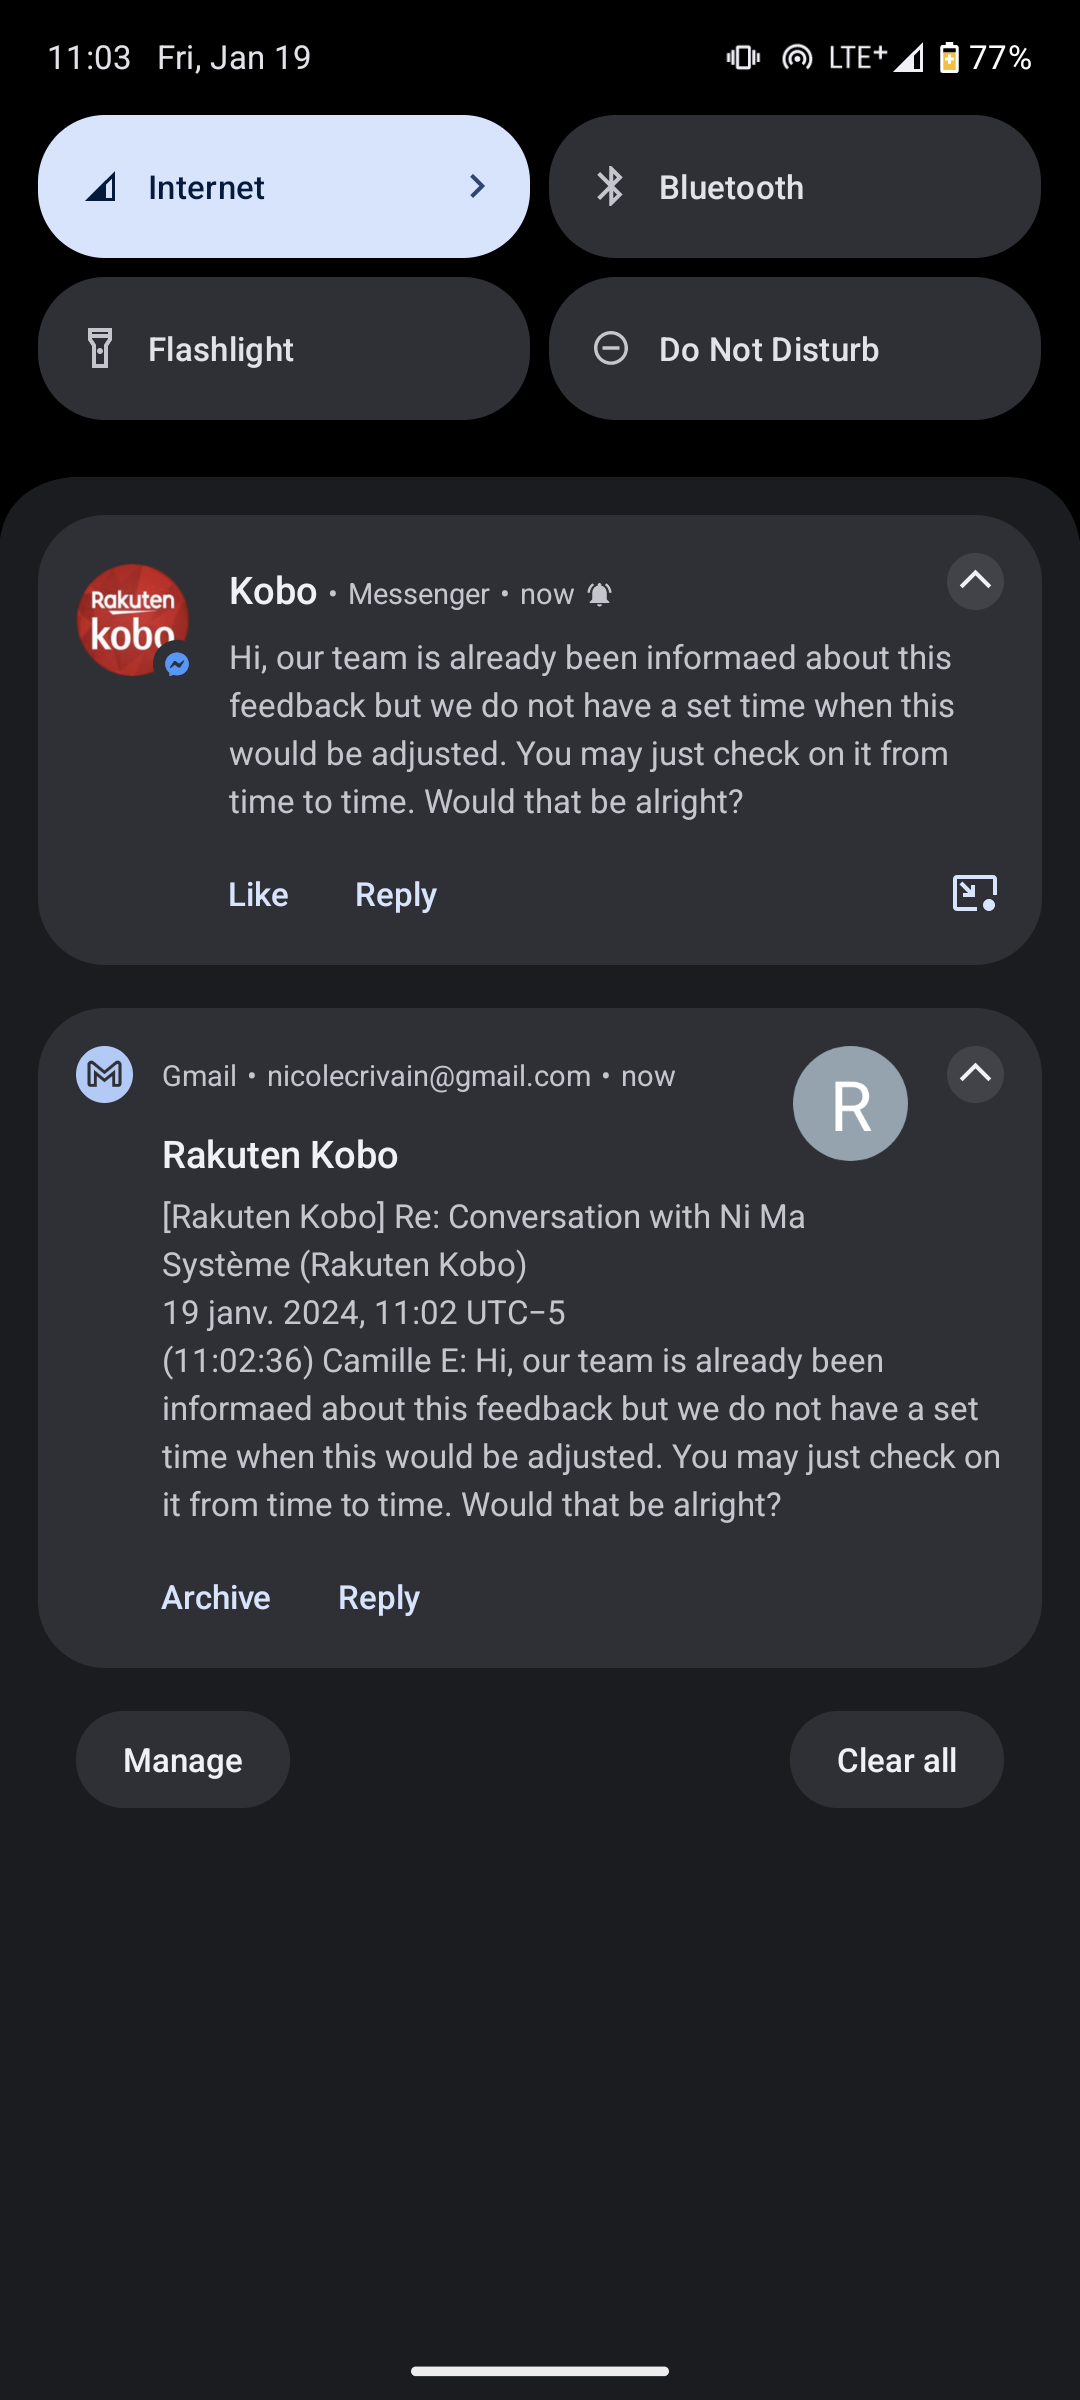 11:03 Fri, Jan 19 LTE+ 77%
Internet
Bluetooth
Flashlight
Do Not Disturb
Rakuten
kobo
Kobo • Messenger • now
Hi, our team is already been informaed about this
feedback but we do not have a set time when this
would be adjusted. You may just check on it from
time to time. Would that be alright?
Like Reply
Gmail • nicolecrivain@gmail.com • now
R
Rakuten Kobo
[Rakuten Kobo] Re: Conversation with Ni Ma
Système (Rakuten Kobo)
19 janv. 2024, 11:02 UTC−5
(11:02:36) Camille E: Hi, our team is already been
informaed about this feedback but we do not have a set
time when this would be adjusted. You may just check on
it from time to time. Would that be alright?
Archive Reply
Manage
Clear all